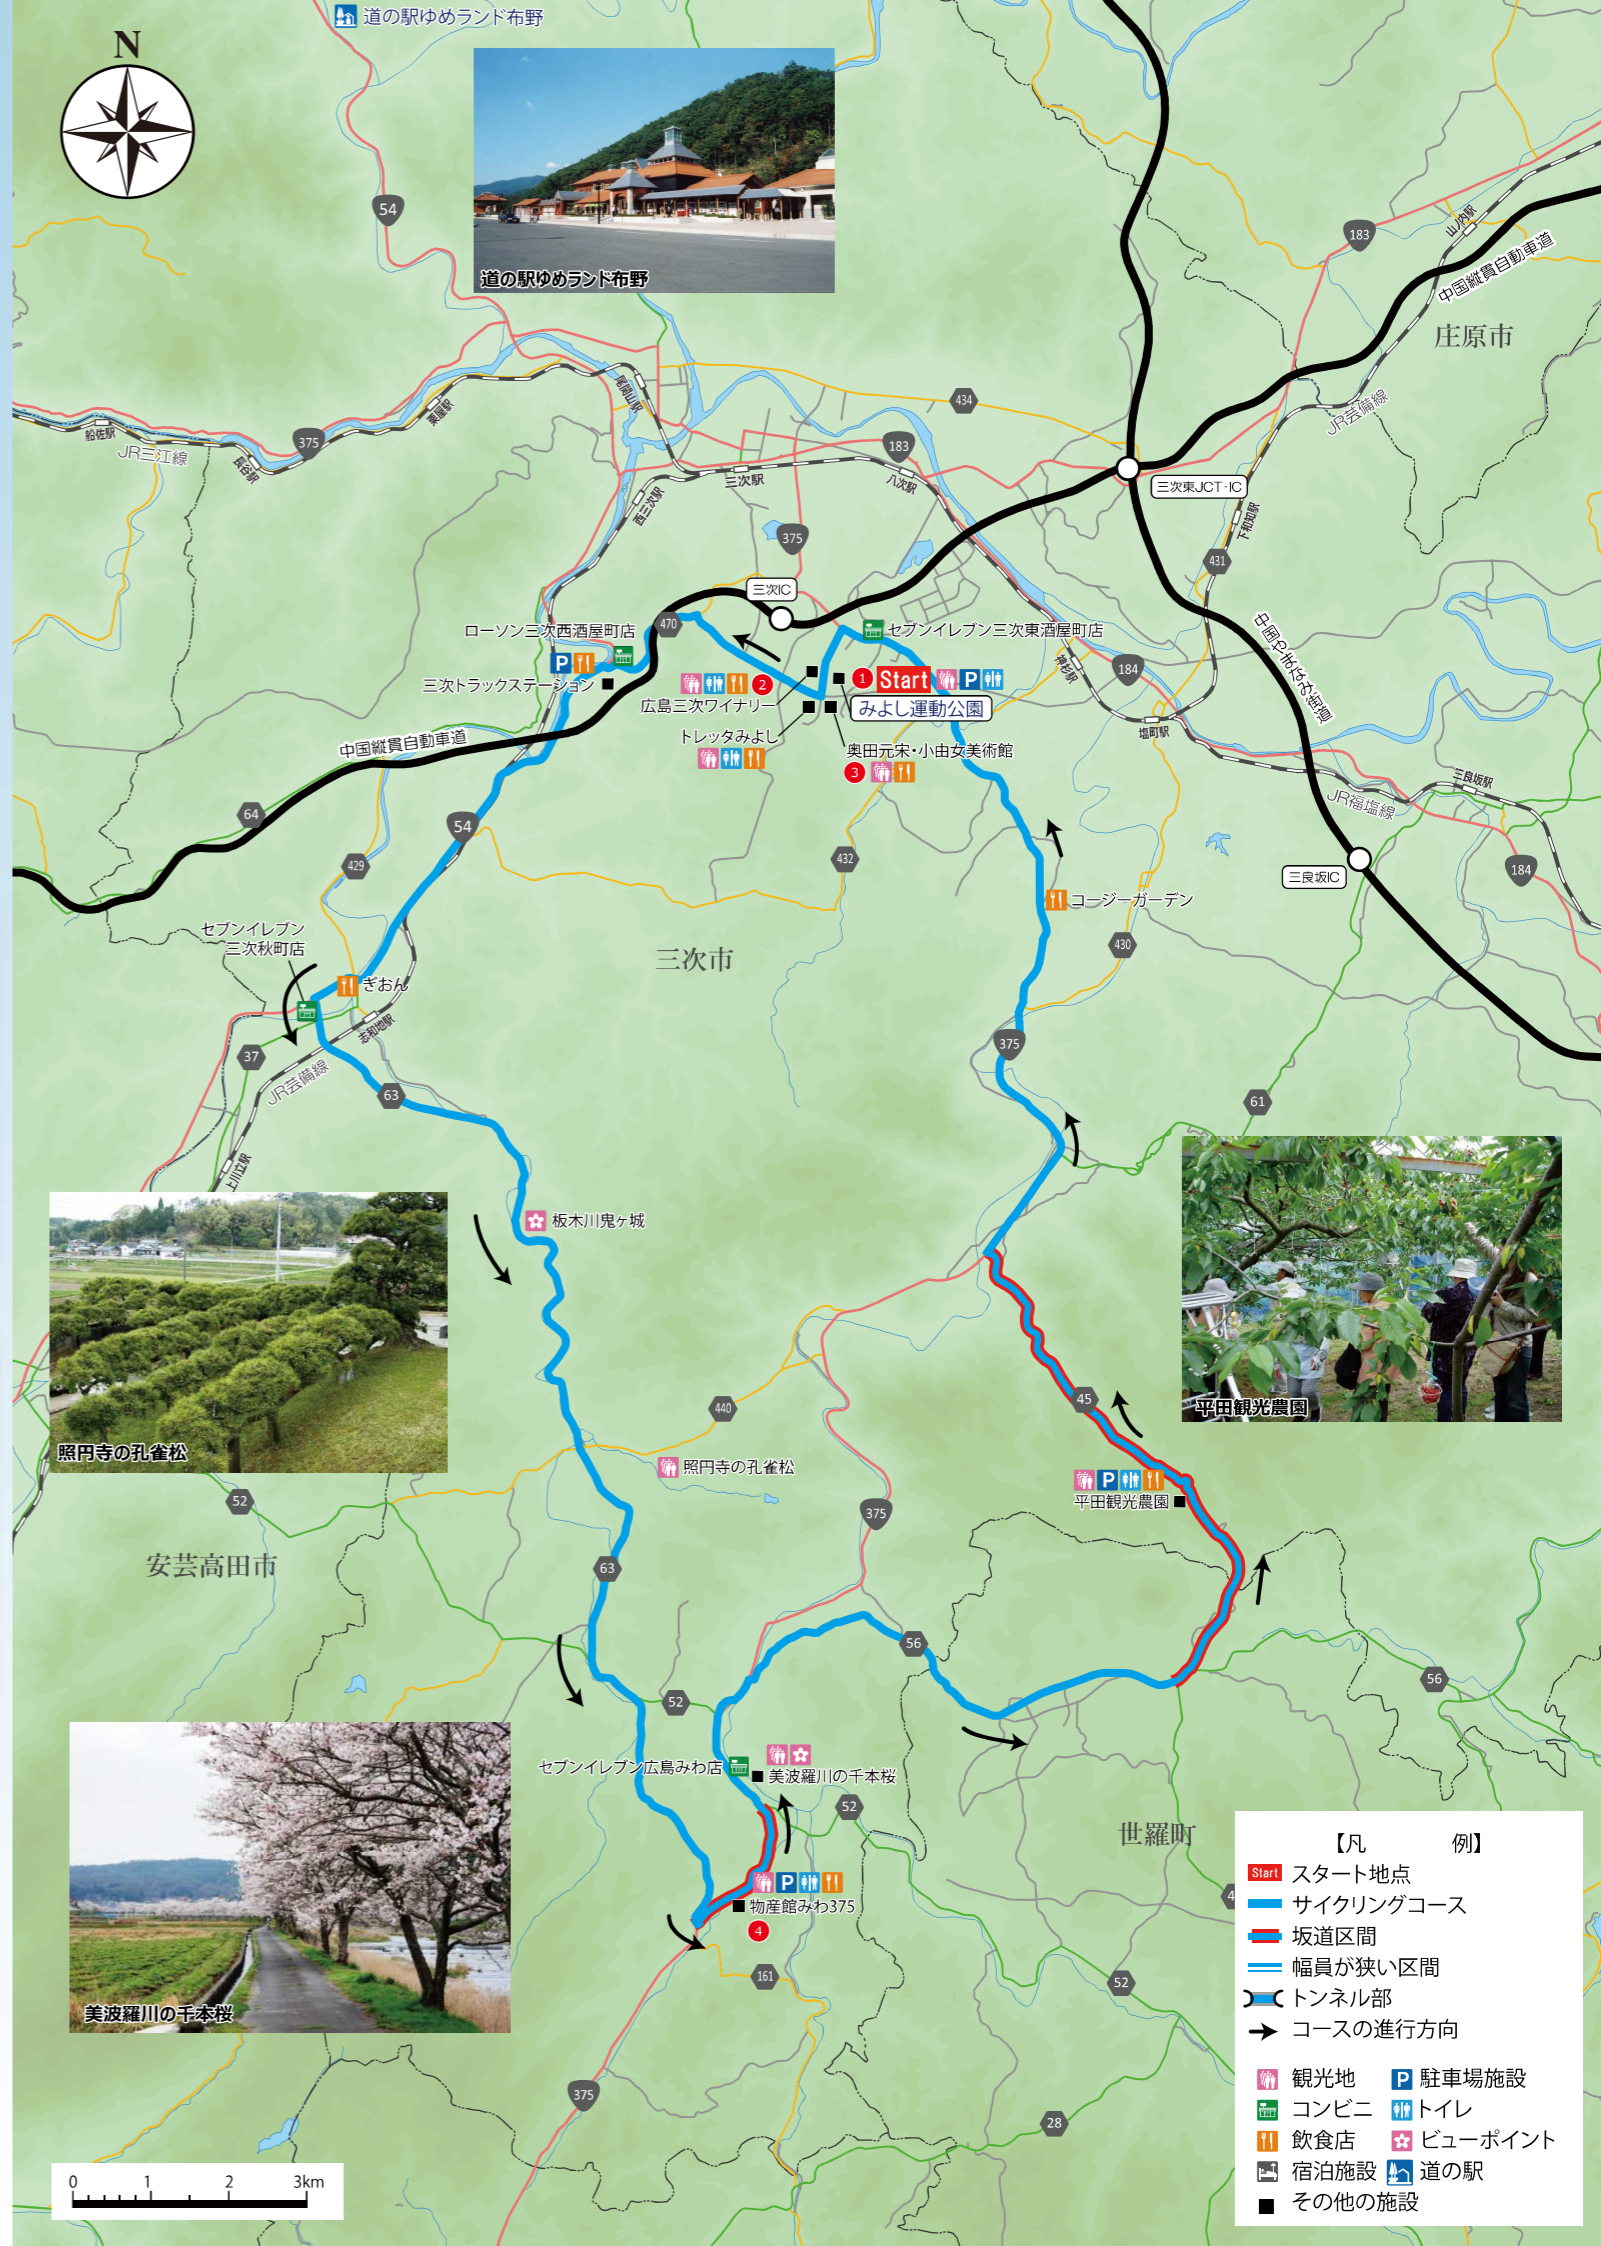 道の駅ゆめランド布野
N
道の駅ゆめランド布野
54
183
山ノ内駅
中国縦貫自動車道
庄原市
434
尾関山駅
粟屋駅
船佐駅
JR三江線
長谷駅
375
183
三次駅
八次駅
西三次駅
JR芸備線
三次東JCT・IC
下和知駅
431
375
三次IC
ローソン三次西酒屋町店
470
セブンイレブン三次東酒屋町店
P
三次トラックステーション
2
広島三次ワイナリー
1
Start
P
みよし運動公園
トレッタみよし
奥田元宋・小由女美術館
3
神杉駅
184
塩町駅
中国やまなみ街道
中国縦貫自動車道
三良坂駅
JR福塩線
64
54
429
432
三良坂IC
184
コージーガーデン
430
セブンイレブン
三次秋町店
三次市
ぎおん
志和地駅
37
JR芸備線
63
375
61
上川立駅
板木川鬼ヶ城
照円寺の孔雀松
平田観光農園
440
45
照円寺の孔雀松
P
平田観光農園
52
375
安芸高田市
63
56
56
52
セブンイレブン広島みわ店
美波羅川の千本桜
52
世羅町
P
物産館みわ375
4
161
52
美波羅川の千本桜
375
28
0 1 2 3km
【凡 例】
Start スタート地点
サイクリングコース
坂道区間
幅員が狭い区間
トンネル部
コースの進行方向
観光地 P 駐車場施設
コンビニ トイレ
飲食店 ビューポイント
宿泊施設 道の駅
その他の施設